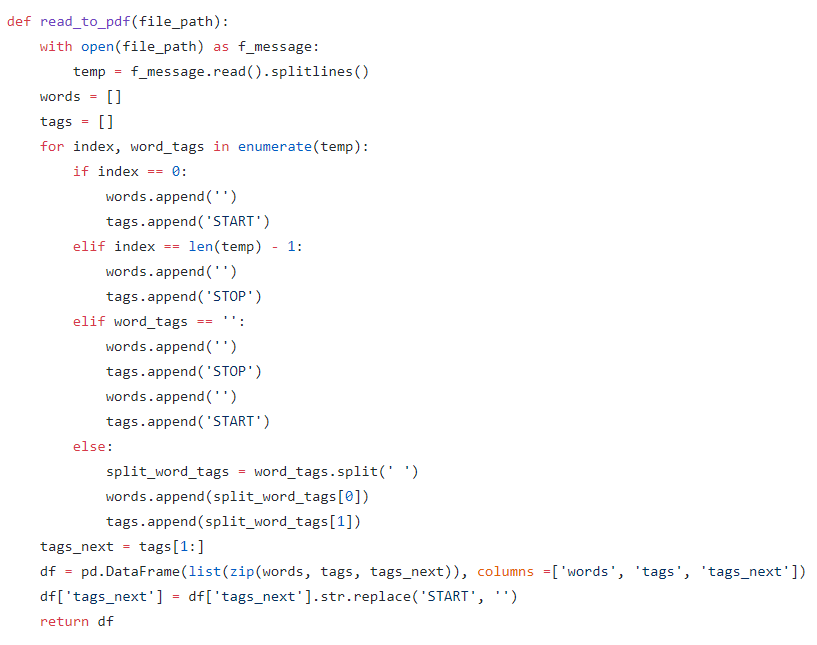 def read_to_pdf(file_path):
    with open(file_path) as f_message:
        temp = f_message.read().splitlines()
    words = []
    tags = []
    for index, word_tags in enumerate(temp):
        if index == 0:
            words.append('')
            tags.append('START')
        elif index == len(temp) - 1:
            words.append('')
            tags.append('STOP')
        elif word_tags == '':
            words.append('')
            tags.append('STOP')
            words.append('')
            tags.append('START')
        else:
            split_word_tags = word_tags.split(' ')
            words.append(split_word_tags[0])
            tags.append(split_word_tags[1])
    tags_next = tags[1:]
    df = pd.DataFrame(list(zip(words, tags, tags_next)), columns =['words', 'tags', 'tags_next'])
    df['tags_next'] = df['tags_next'].str.replace('START', '')
    return df